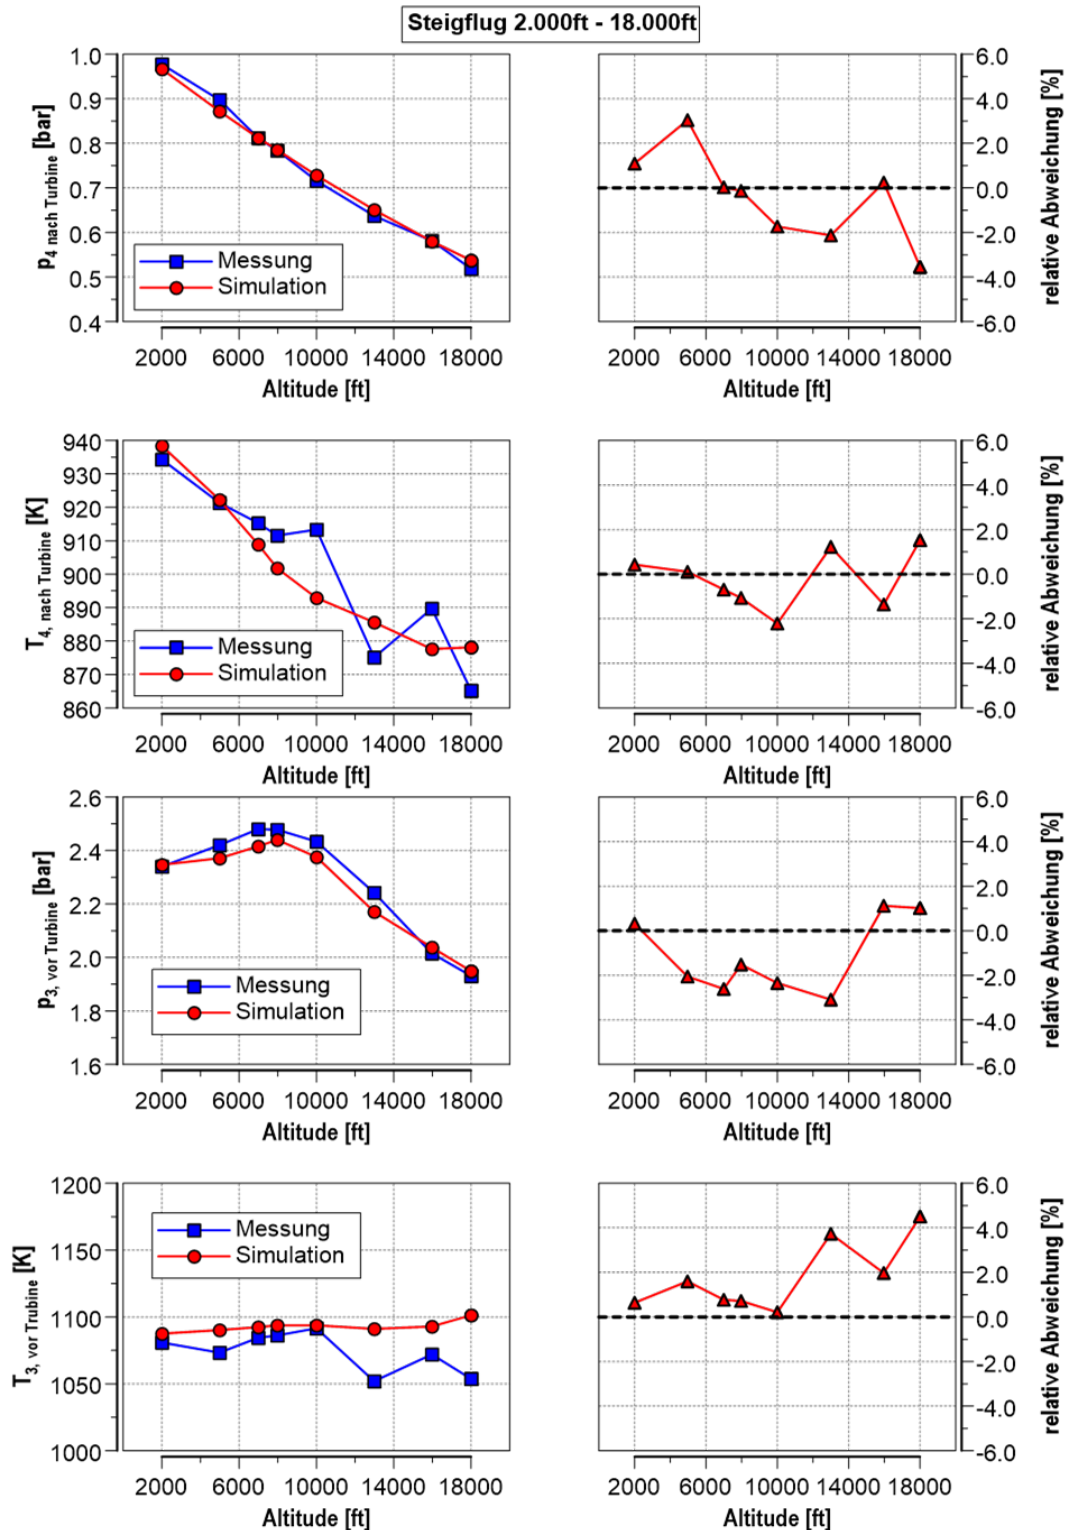 Steigflug 2.000ft - 18.000ft
1.0
0.9
0.8
0.7
0.6
0.5
0.4
p4 nach Turbine [bar]
Messung
Simulation
2000 6000 10000 14000 18000
Altitude [ft]
6.0
4.0
2.0
0.0
-2.0
-4.0
-6.0
relative Abweichung [%]
2000 6000 10000 14000 18000
Altitude [ft]
940
930
920
910
900
890
880
870
860
T4, nach Turbine [K]
Messung
Simulation
2000 6000 10000 14000 18000
Altitude [ft]
6.0
4.0
2.0
0.0
-2.0
-4.0
-6.0
relative Abweichung [%]
2000 6000 10000 14000 18000
Altitude [ft]
2.6
2.4
2.2
2.0
1.8
1.6
p3, vor Turbine [bar]
Messung
Simulation
2000 6000 10000 14000 18000
Altitude [ft]
6.0
4.0
2.0
0.0
-2.0
-4.0
-6.0
relative Abweichung [%]
2000 6000 10000 14000 18000
Altitude [ft]
1200
1150
1100
1050
1000
T3, vor Trubine [K]
Messung
Simulation
2000 6000 10000 14000 18000
Altitude [ft]
6.0
4.0
2.0
0.0
-2.0
-4.0
-6.0
relative Abweichung [%]
2000 6000 10000 14000 18000
Altitude [ft]